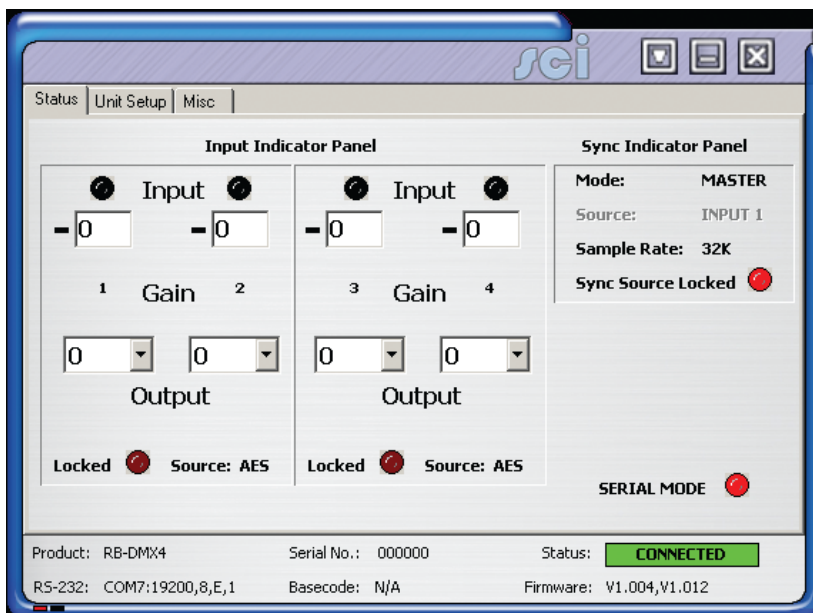 sci
Status Unit Setup Misc
Input Indicator Panel
Sync Indicator Panel
Input
- 0 - 0
1 Gain 2
0 0
Output
Locked Source: AES
Input
- 0 - 0
3 Gain 4
0 0
Output
Locked Source: AES
Mode: MASTER
Source: INPUT 1
Sample Rate: 32K
Sync Source Locked
SERIAL MODE
Product: RB-DMX4 Serial No.: 000000 Status: CONNECTED
RS-232: COM7:19200,8,E,1 Basecode: N/A Firmware: V1.004,V1.012